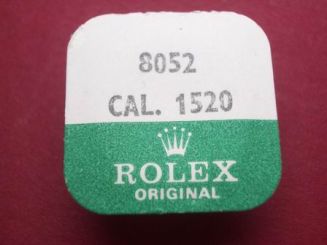 8052
CAL. 1520
ROLEX
ORIGINAL